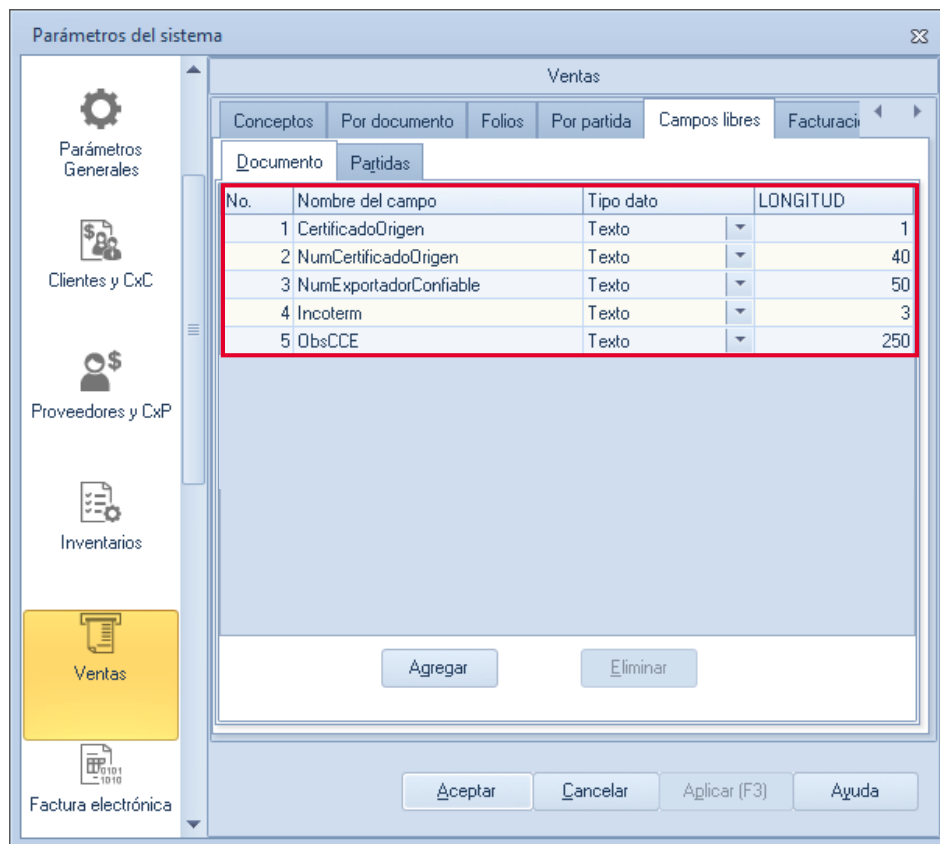 Parámetros del sistema
Ventas
Conceptos Por documento Folios Por partida Campos libres Facturaci
Documento Partidas
No. Nombre del campo Tipo dato LONGITUD
1 CertificadoOrigen Texto 1
2 NumCertificadoOrigen Texto 40
3 NumExportadorConfiable Texto 50
4 Incoterm Texto 3
5 ObsCCE Texto 250
Parámetros
Generales
Clientes y CxC
Proveedores y CxP
Inventarios
Ventas
Factura electrónica
Agregar Eliminar
Aceptar Cancelar Aplicar (F3) Ayuda